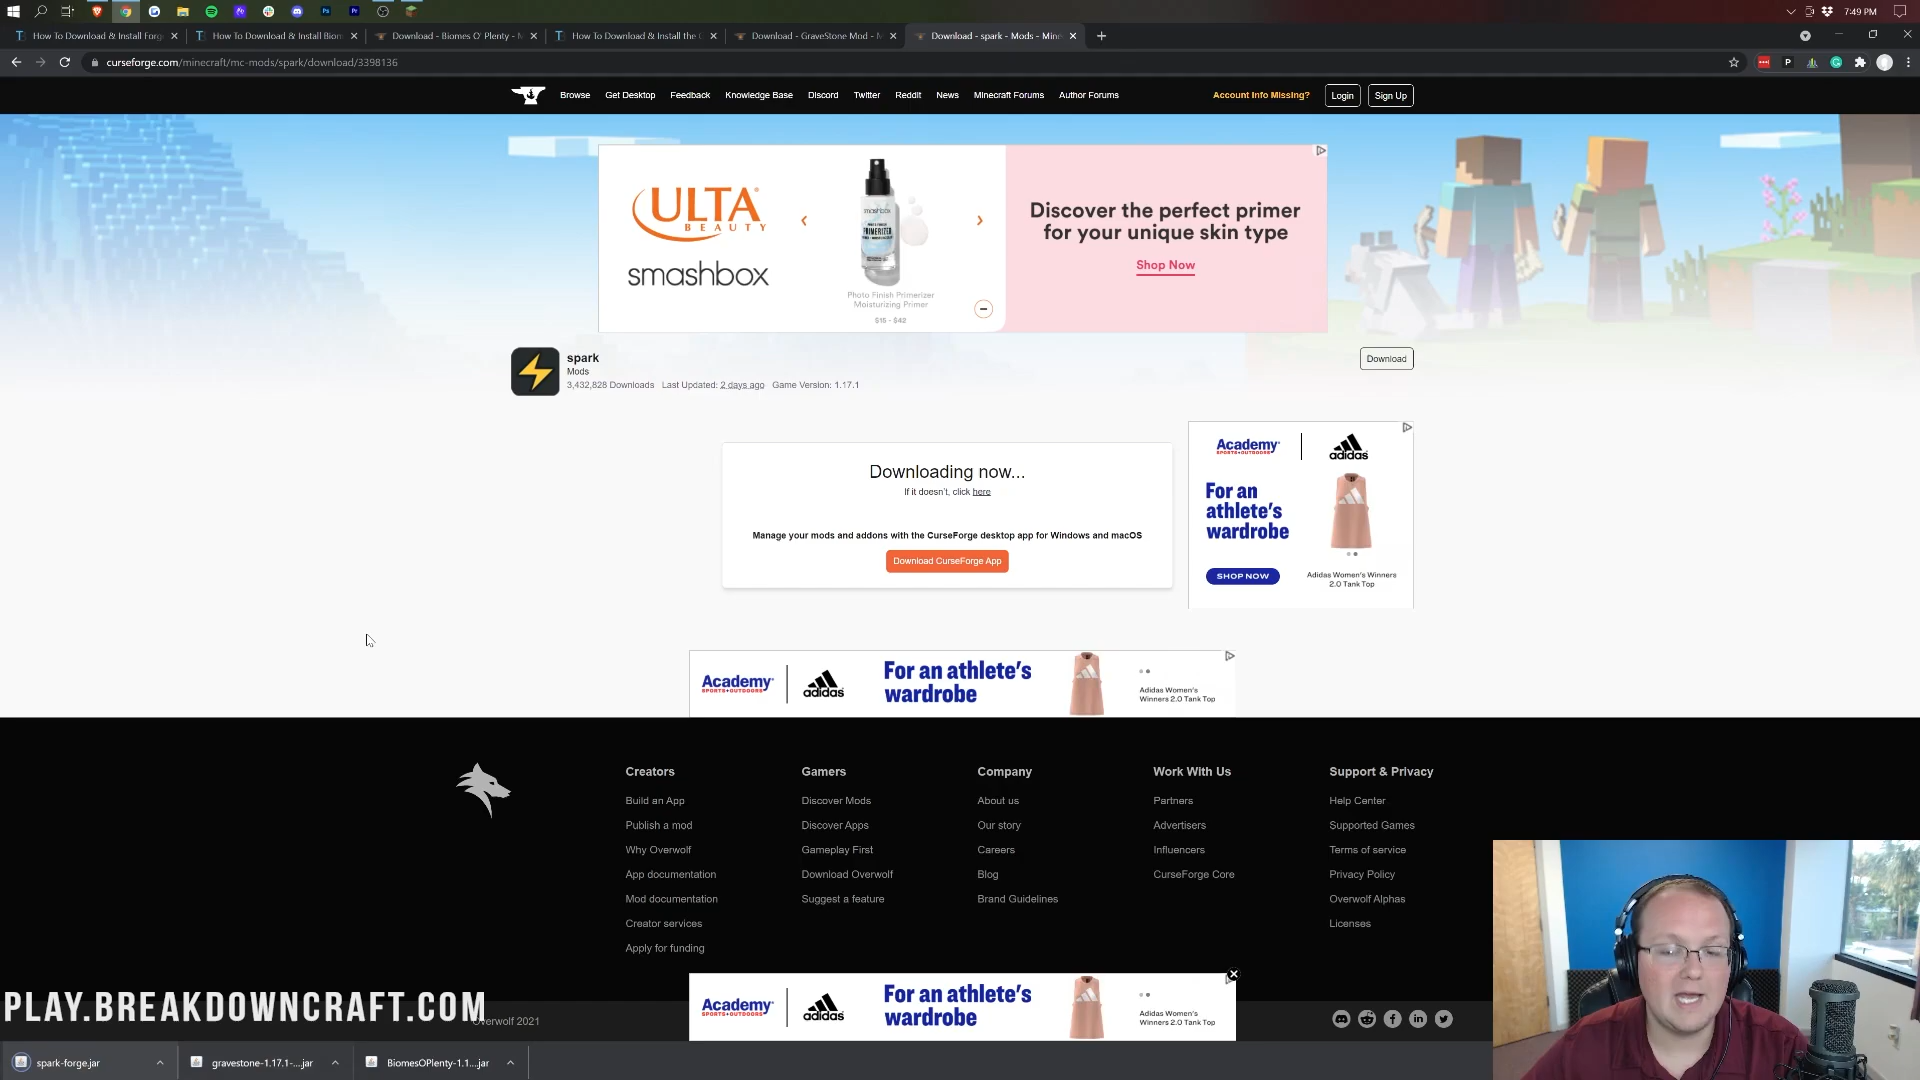 7:49 PM
How To Download & Install Forge
How To Download & Install Biom
Download - Biomes O' Plenty - M
How To Download & Install the G
Download - GraveStone Mod - M
Download - spark - Mods - Mine
curseforge.com/minecraft/mc-mods/spark/download/3398136
Browse Get Desktop Feedback Knowledge Base Discord Twitter Reddit News Minecraft Forums Author Forums
Account Info Missing? Login Sign Up
ULTA
BEAUTY
smashbox
smashbox
PHOTO FINISH
PRIMERIZER
Photo Finish Primerizer
Moisturizing Primer
$15 - $42
Discover the perfect primer
for your unique skin type
Shop Now
spark
Mods
3,432,828 Downloads Last Updated: 2 days ago Game Version: 1.17.1
Download
Downloading now...
If it doesn't, click here
Manage your mods and addons with the CurseForge desktop app for Windows and macOS
Download CurseForge App
Academy
SPORTS+OUTDOORS
adidas
For an
athlete's
wardrobe
SHOP NOW
Adidas Women's Winners
2.0 Tank Top
Academy
SPORTS+OUTDOORS
adidas
For an athlete's
wardrobe
Adidas Women's
Winners 2.0 Tank Top
Creators
Build an App
Publish a mod
Why Overwolf
App documentation
Mod documentation
Creator services
Apply for funding
Gamers
Discover Mods
Discover Apps
Gameplay First
Download Overwolf
Suggest a feature
Company
About us
Our story
Careers
Blog
Brand Guidelines
Work With Us
Partners
Advertisers
Influencers
CurseForge Core
Support & Privacy
Help Center
Supported Games
Terms of service
Privacy Policy
Overwolf Alphas
Licenses
Academy
SPORTS+OUTDOORS
adidas
For an athlete's
wardrobe
Adidas Women's
Winners 2.0 Tank Top
PLAY.BREAKDOWNCRAFT.COM
Overwolf 2021
spark-forge.jar
gravestone-1.17.1-....jar
BiomesOPlenty-1.1....jar